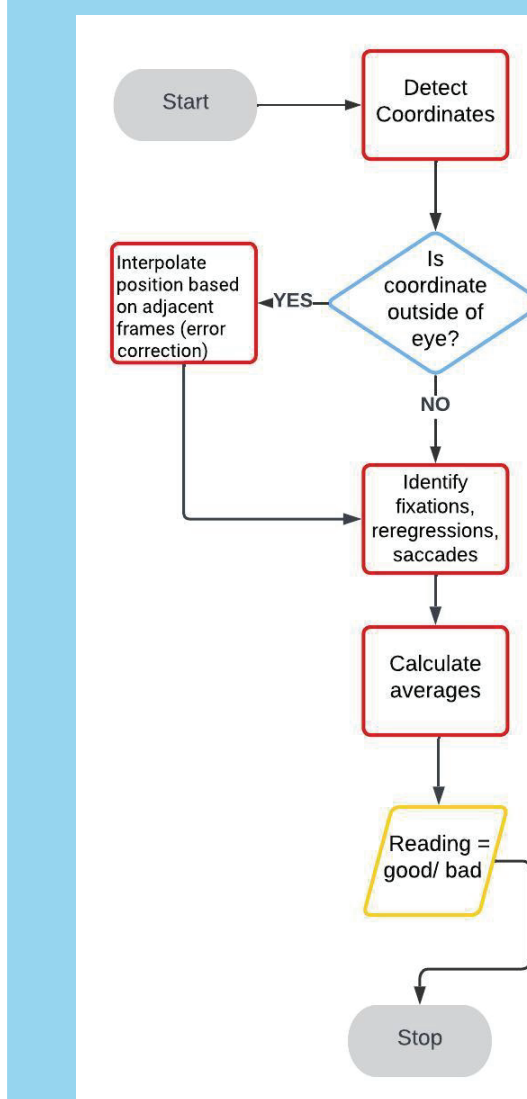 Start
Detect
Coordinates
Is
coordinate
outside of
eye?
YES
Interpolate
position based
on adjacent
frames (error
correction)
NO
Identify
fixations,
reregressions,
saccades
Calculate
averages
Reading =
good/ bad
Stop